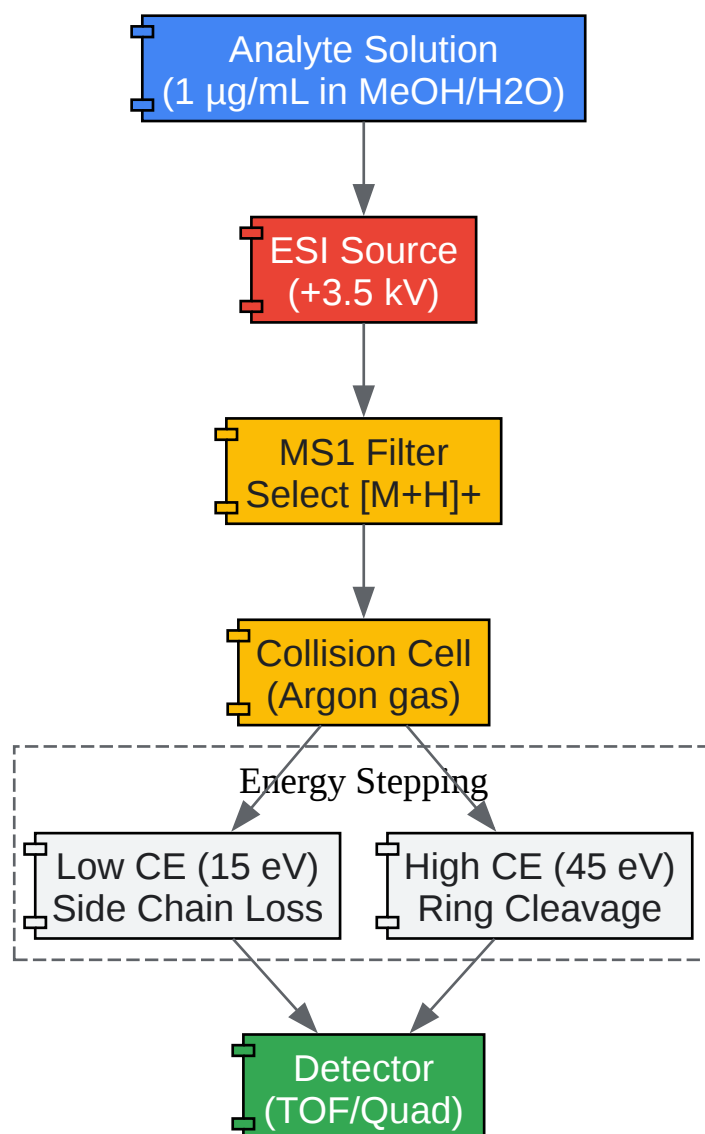 Analyte Solution
(1 µg/mL in MeOH/H2O)
ESI Source
(+3.5 kV)
MS1 Filter
Select [M+H]+
Collision Cell
(Argon gas)
Energy Stepping
Low CE (15 eV)
Side Chain Loss
High CE (45 eV)
Ring Cleavage
Detector
(TOF/Quad)